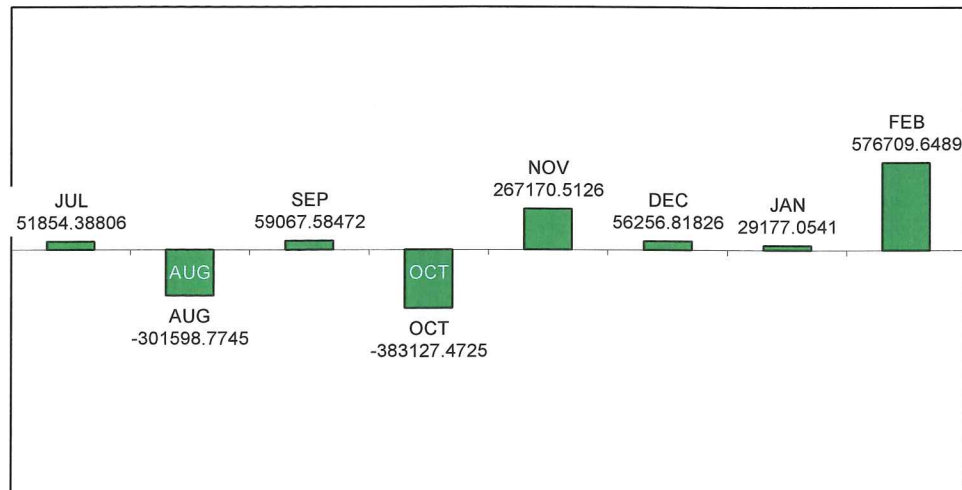 JUL
51854.38806
AUG
AUG
-301598.7745
SEP
59067.58472
OCT
OCT
-383127.4725
NOV
267170.5126
DEC
56256.81826
JAN
29177.0541
FEB
576709.6489